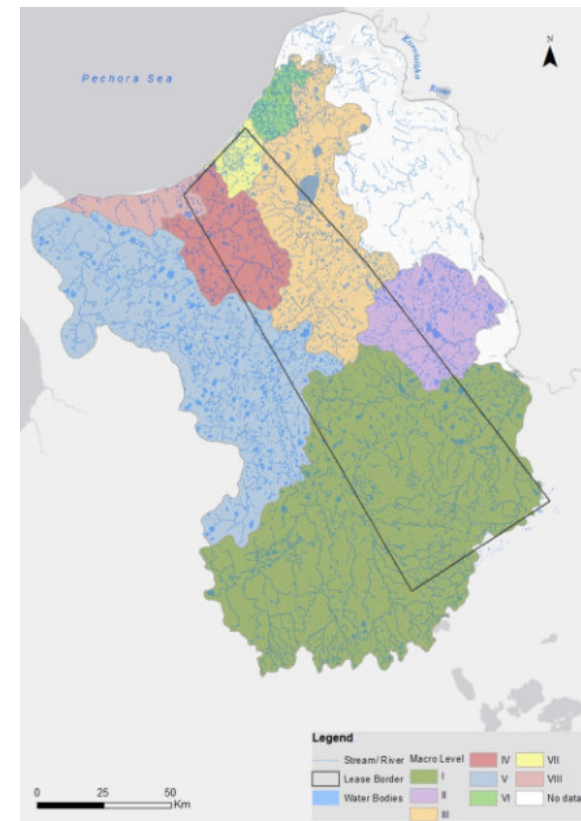 N
Pechora Sea
River
Legend
Stream/ River
Lease Border
Water Bodies
Macro Level
I
II
III
IV
V
VI
VII
VIII
No data
0 25 50
Km